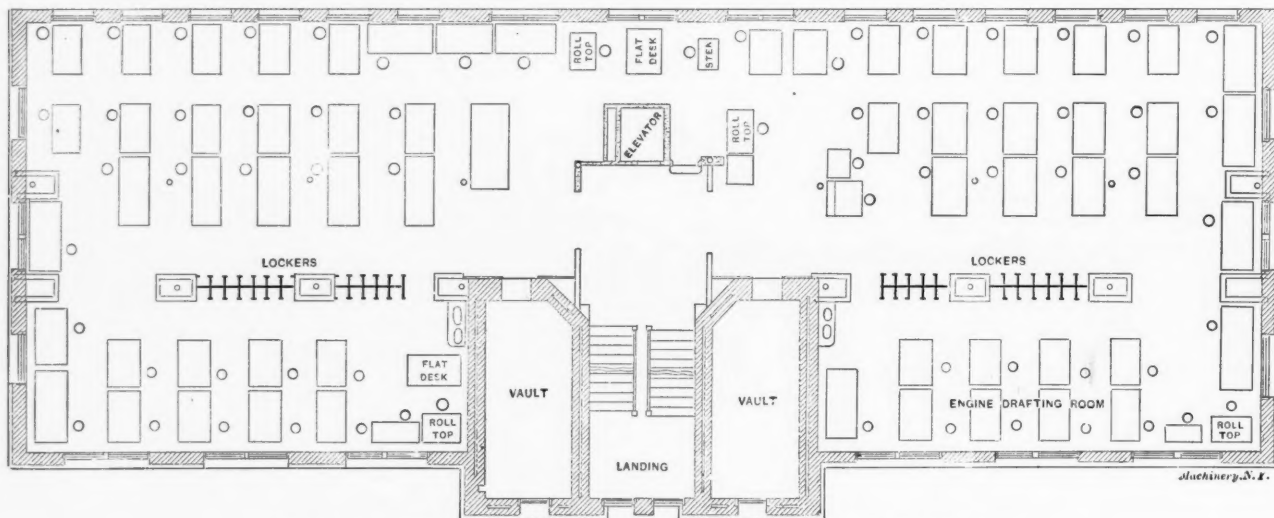 ROLL
TOP
FLAT
DESK
STEN
ELEVATOR
ROLL
TOP
LOCKERS
LOCKERS
FLAT
DESK
VAULT
VAULT
ENGINE DRAFTING ROOM
ROLL
TOP
ROLL
TOP
LANDING
Machinery, N.Y.